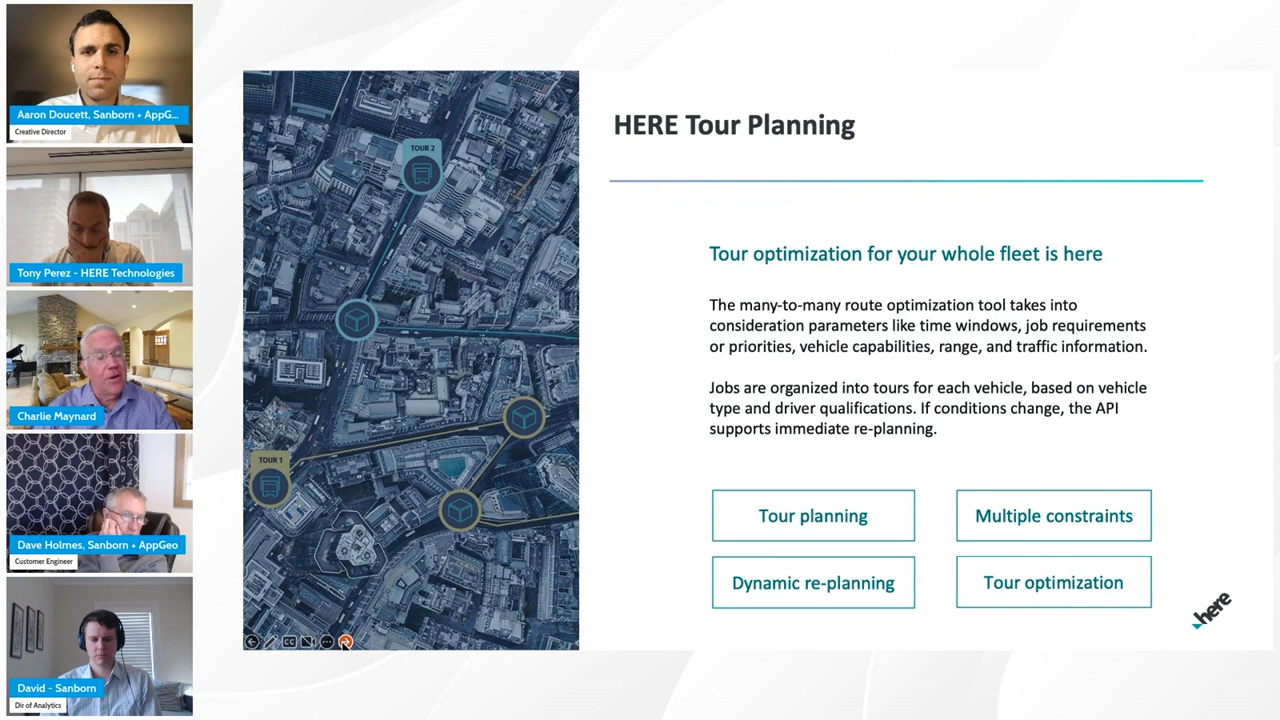 Aaron Doucett, Sanborn + AppG...
Creative Director
Tony Perez - HERE Technologies
Charlie Maynard
Dave Holmes, Sanborn + AppGeo
Customer Engineer
David - Sanborn
Dir of Analytics
TOUR 2
TOUR 1
CC
HERE Tour Planning
Tour optimization for your whole fleet is here
The many-to-many route optimization tool takes into
consideration parameters like time windows, job requirements
or priorities, vehicle capabilities, range, and traffic information.
Jobs are organized into tours for each vehicle, based on vehicle
type and driver qualifications. If conditions change, the API
supports immediate re-planning.
Tour planning
Multiple constraints
Dynamic re-planning
Tour optimization
here